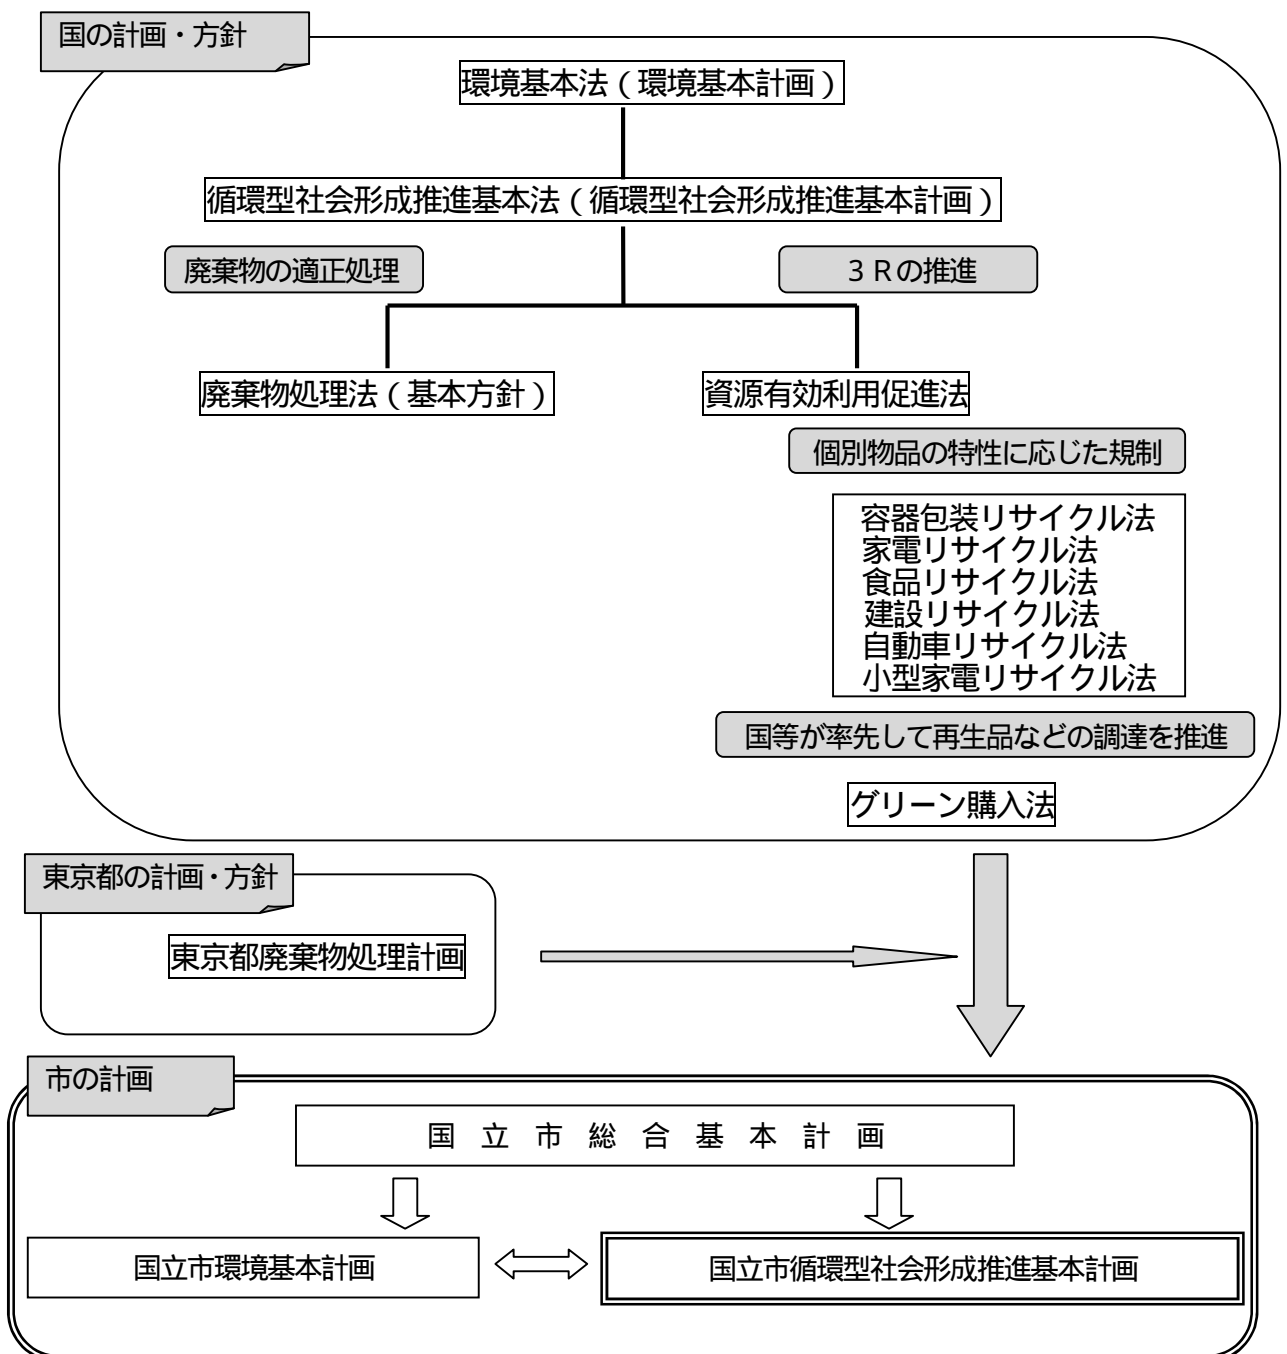 国の計画・方針
環境基本法（環境基本計画）
循環型社会形成推進基本法（循環型社会形成推進基本計画）
廃棄物の適正処理
３Ｒの推進
廃棄物処理法（基本方針）
資源有効利用促進法
個別物品の特性に応じた規制
容器包装リサイクル法
家電リサイクル法
食品リサイクル法
建設リサイクル法
自動車リサイクル法
小型家電リサイクル法
国等が率先して再生品などの調達を推進
グリーン購入法
東京都の計画・方針
東京都廃棄物処理計画
市の計画
国 立 市 総 合 基 本 計 画
国立市環境基本計画
国立市循環型社会形成推進基本計画